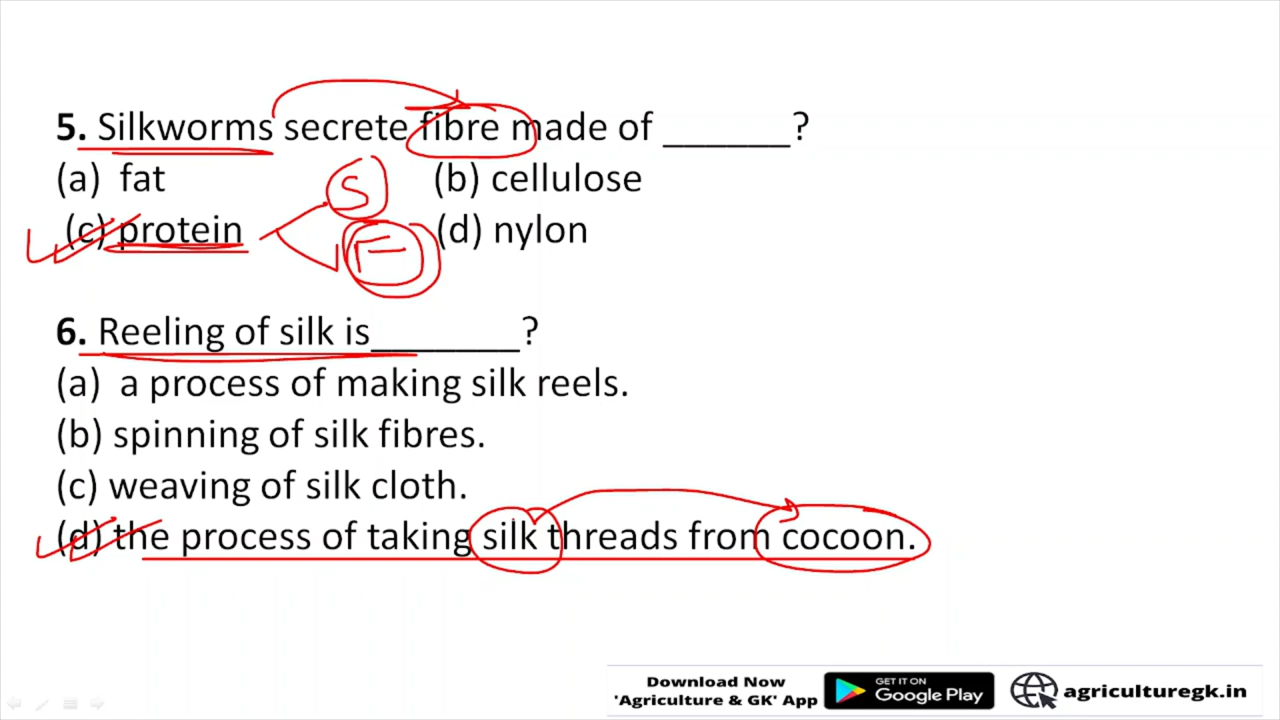 5. Silkworms secrete fibre made of ______?
(a) fat (b) cellulose
S
(c) protein (d) nylon
F
6. Reeling of silk is_______?
(a) a process of making silk reels.
(b) spinning of silk fibres.
(c) weaving of silk cloth.
(d) the process of taking silk threads from cocoon.
Download Now
'Agriculture & GK' App
GET IT ON
Google Play
agriculturegk.in